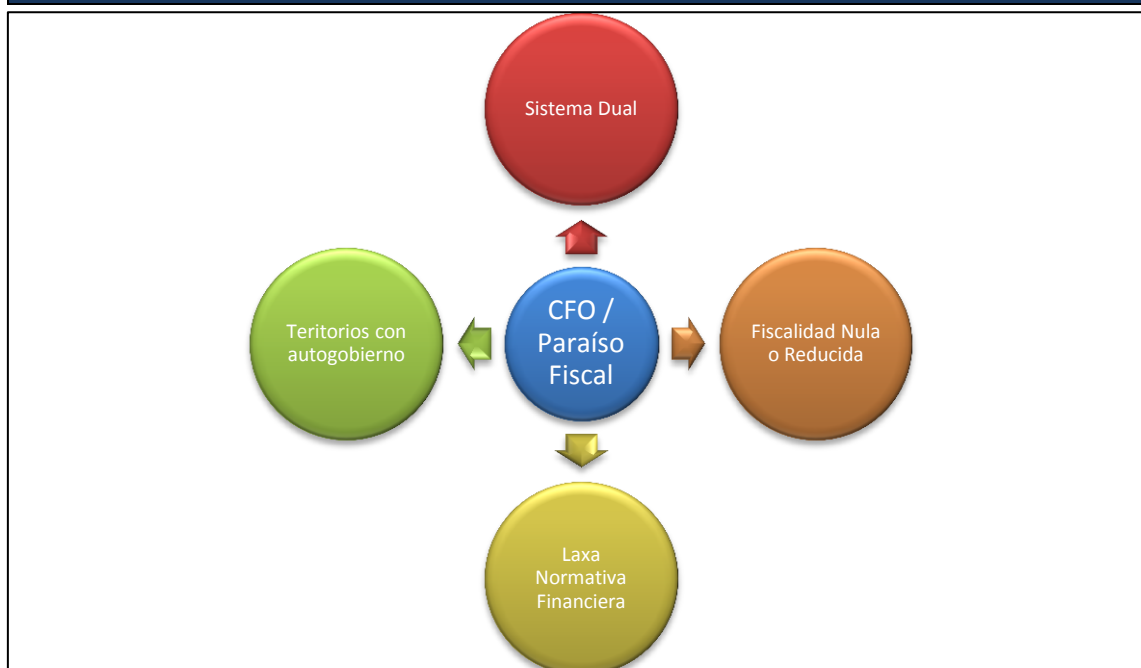 Sistema Dual
Teritorios con
autogobierno
CFO /
Paraíso
Fiscal
Fiscalidad Nula
o Reducida
Laxa
Normativa
Financiera